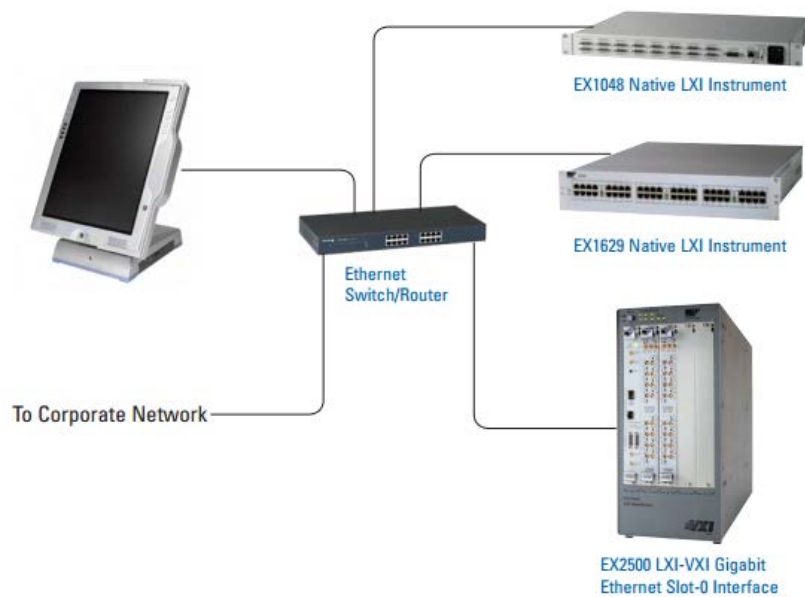 EX1048 Native LXI Instrument
EX1629 Native LXI Instrument
Ethernet
Switch/Router
To Corporate Network
VXI
EX2500 LXI-VXI Gigabit
Ethernet Slot-0 Interface